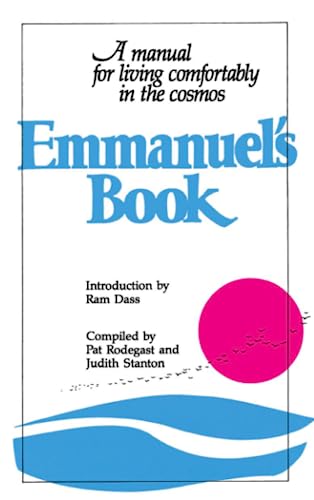 A manual
for living comfortably
in the cosmos
Emmanuel's
Book
Introduction by
Ram Dass
Compiled by
Pat Rodegast and
Judith Stanton